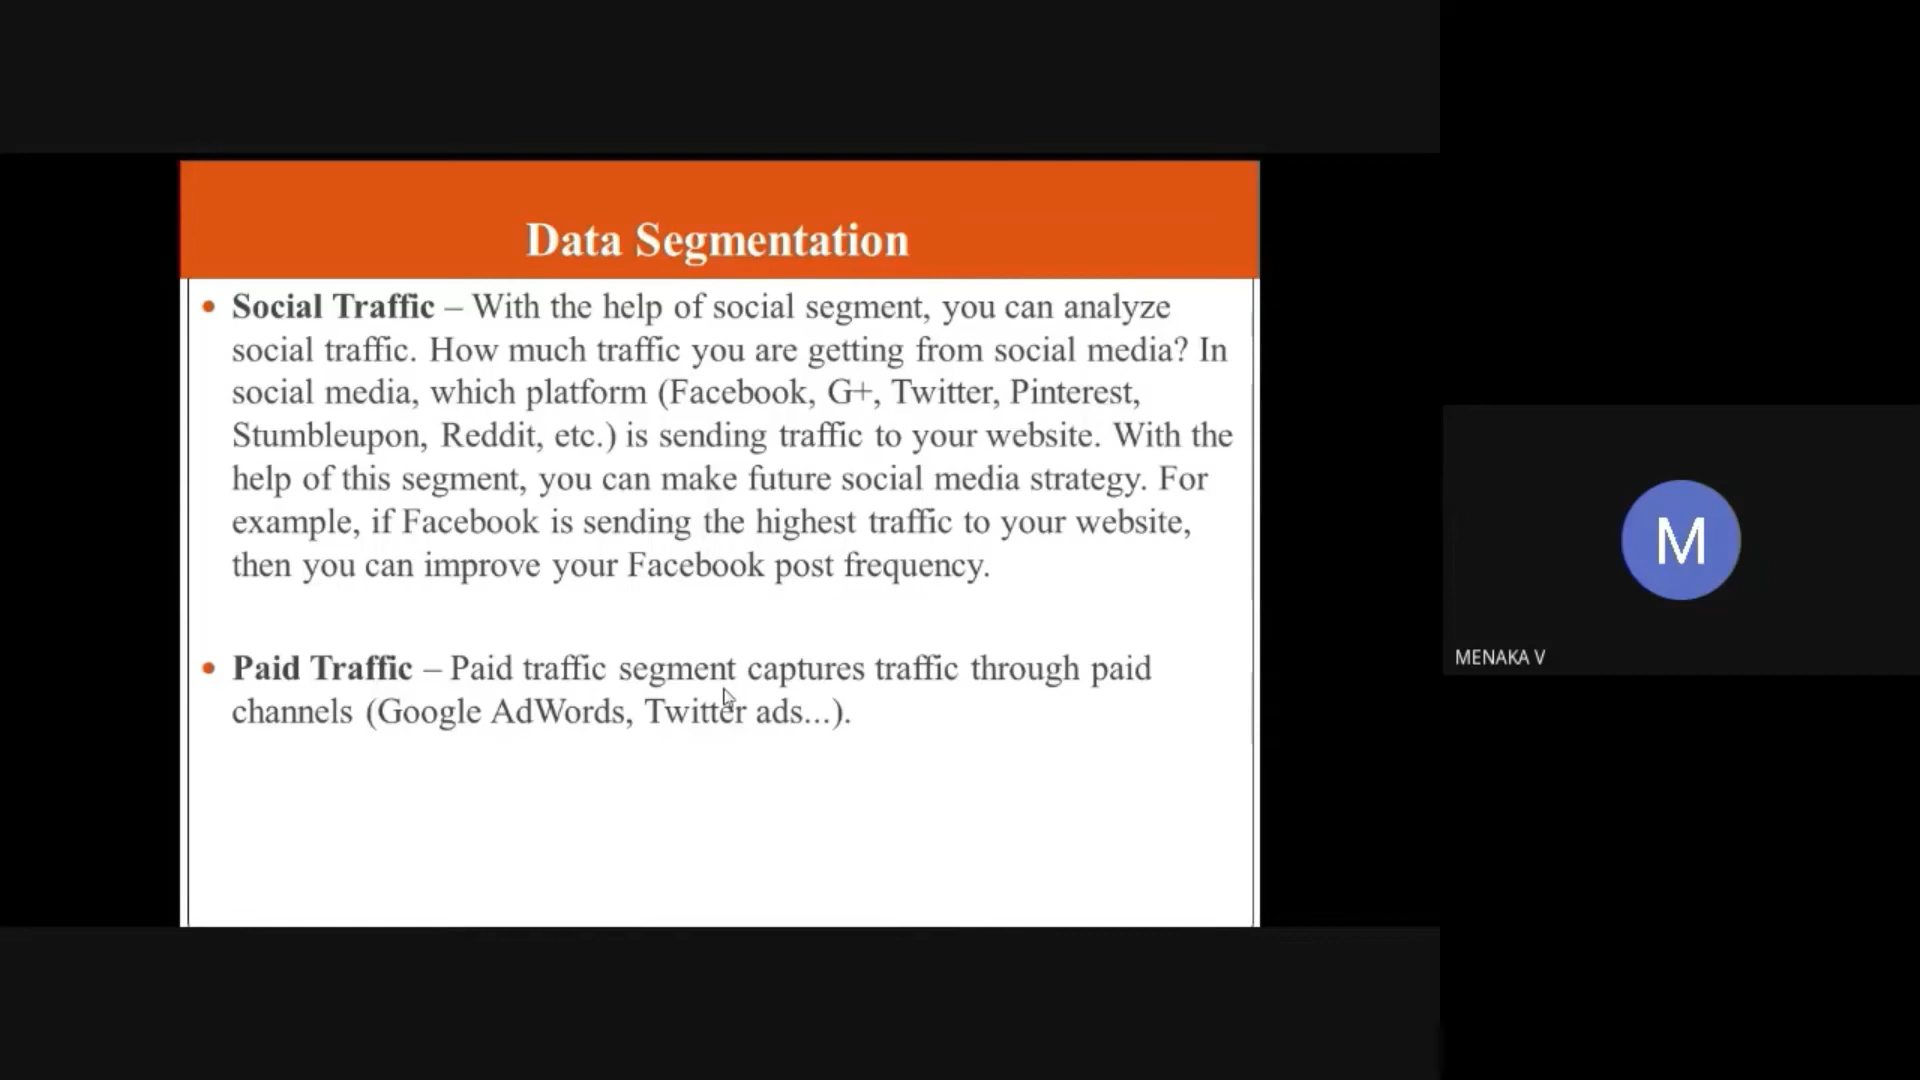 Data Segmentation
• Social Traffic – With the help of social segment, you can analyze
social traffic. How much traffic you are getting from social media? In
social media, which platform (Facebook, G+, Twitter, Pinterest,
Stumbleupon, Reddit, etc.) is sending traffic to your website. With the
help of this segment, you can make future social media strategy. For
example, if Facebook is sending the highest traffic to your website,
then you can improve your Facebook post frequency.
• Paid Traffic – Paid traffic segment captures traffic through paid
channels (Google AdWords, Twitter ads...).
M
MENAKA V